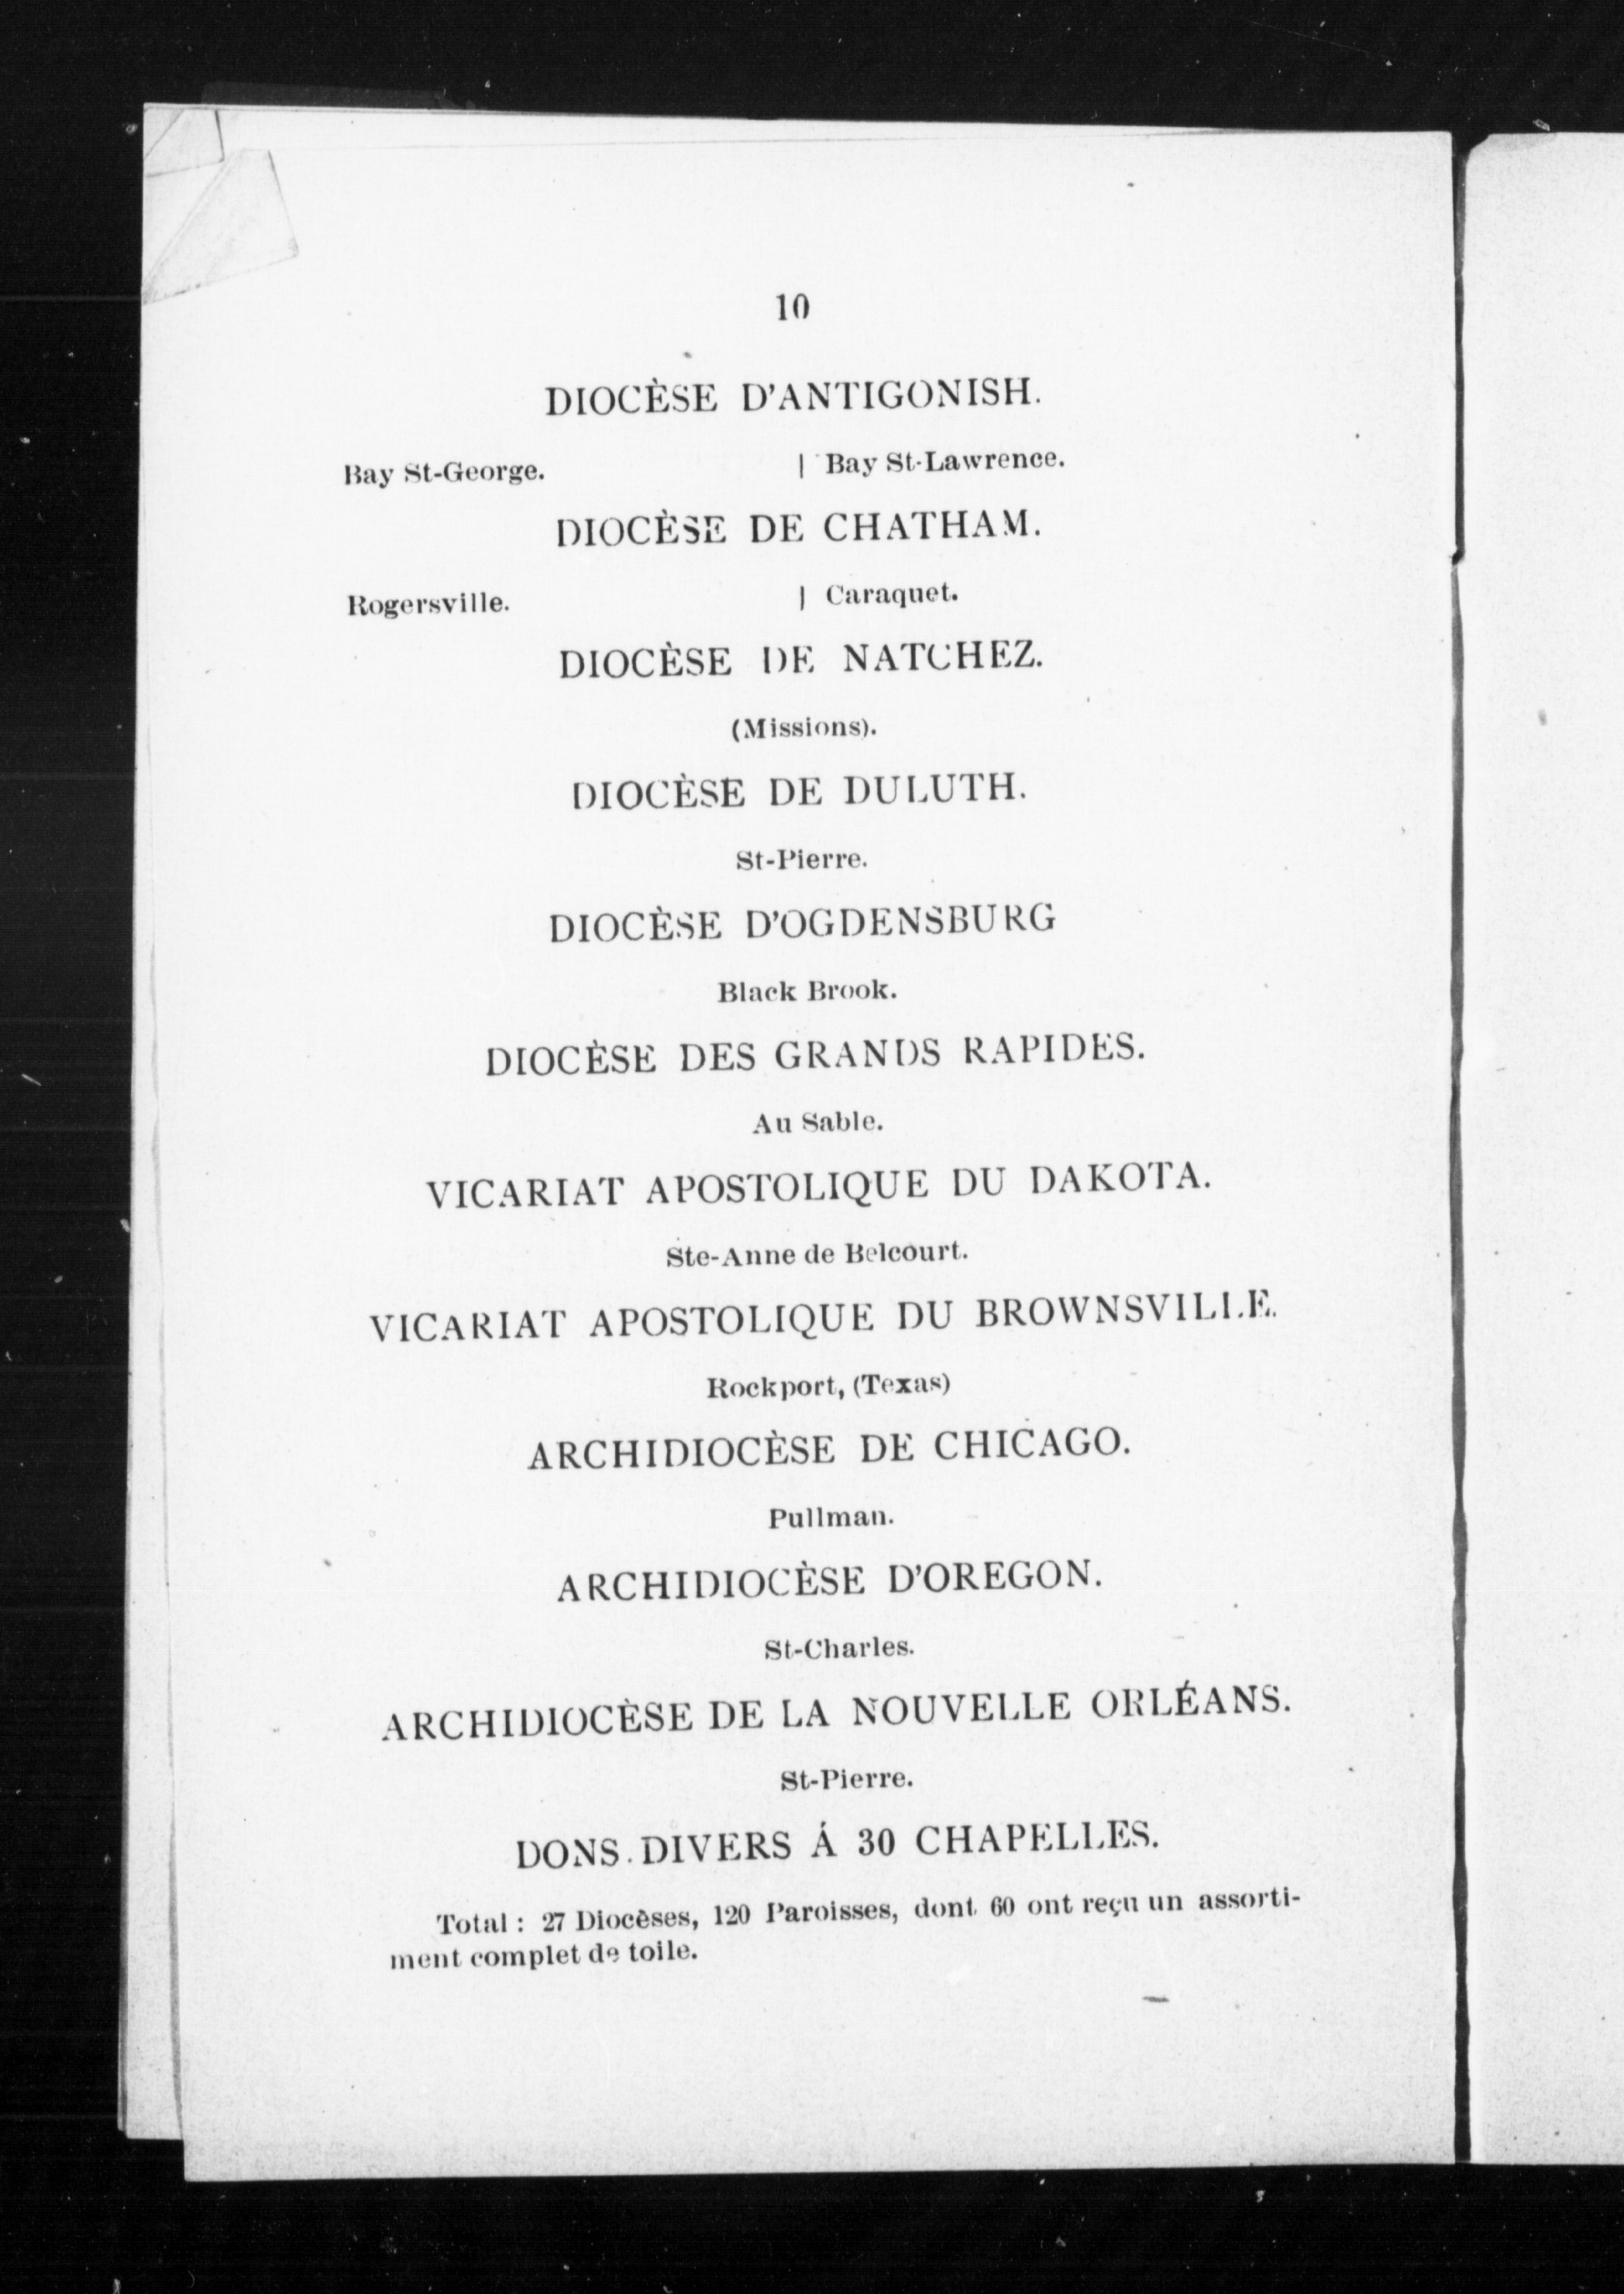 10
DIOCÈSE D'ANTIGONISH.
Bay St-George. | Bay St-Lawrence.
DIOCÈSE DE CHATHAM.
Rogersville. | Caraquet.
DIOCÈSE DE NATCHEZ.
(Missions).
DIOCÈSE DE DULUTH.
St-Pierre.
DIOCÈSE D'OGDENSBURG
Black Brook.
DIOCÈSE DES GRANDS RAPIDES.
Au Sable.
VICARIAT APOSTOLIQUE DU DAKOTA.
Ste-Anne de Belcourt.
VICARIAT APOSTOLIQUE DU BROWNSVILLE.
Rockport, (Texas)
ARCHIDIOCÈSE DE CHICAGO.
Pullman.
ARCHIDIOCÈSE D'OREGON.
St-Charles.
ARCHIDIOCÈSE DE LA NOUVELLE ORLÉANS.
St-Pierre.
DONS DIVERS Á 30 CHAPELLES.
Total : 27 Diocèses, 120 Paroisses, dont 60 ont reçu un assorti-
ment complet de toile.